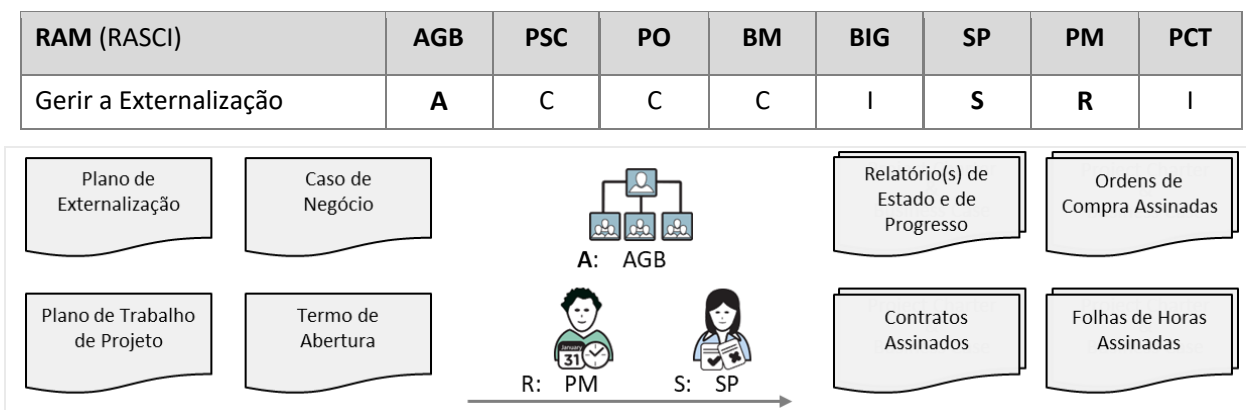 RAM (RASCI) AGB PSC PO BM BIG SP PM PCT
Gerir a Externalização A C C C I S R I
Plano de
Externalização
Caso de
Negócio
A: AGB
Relatório(s) de
Estado e de
Progresso
Ordens de
Compra Assinadas
Plano de Trabalho
de Projeto
Termo de
Abertura
January
31
R: PM
S: SP
Contratos
Assinados
Folhas de Horas
Assinadas